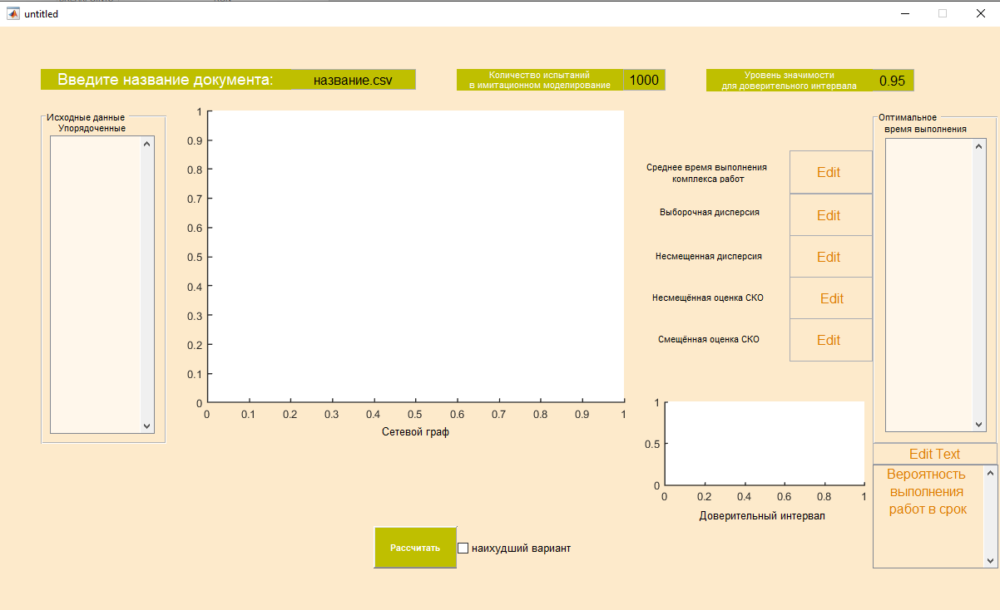 untitled
Введите название документа: название.csv
Количество испытаний
в имитационном моделирование 1000
Уровень значимости
для доверительного интервала 0.95
Исходные данные
Упорядоченные
1
0.9
0.8
0.7
0.6
0.5
0.4
0.3
0.2
0.1
0
0 0.1 0.2 0.3 0.4 0.5 0.6 0.7 0.8 0.9 1
Сетевой граф
Среднее время выполнения
комплекса работ
Edit
Выборочная дисперсия Edit
Несмещенная дисперсия Edit
Несмещённая оценка СКО Edit
Смещённая оценка СКО Edit
Оптимальное
время выполнения
1
0.5
0
0 0.2 0.4 0.6 0.8 1
Доверительный интервал
Edit Text
Вероятность
выполнения
работ в срок
Рассчитать наихудший вариант